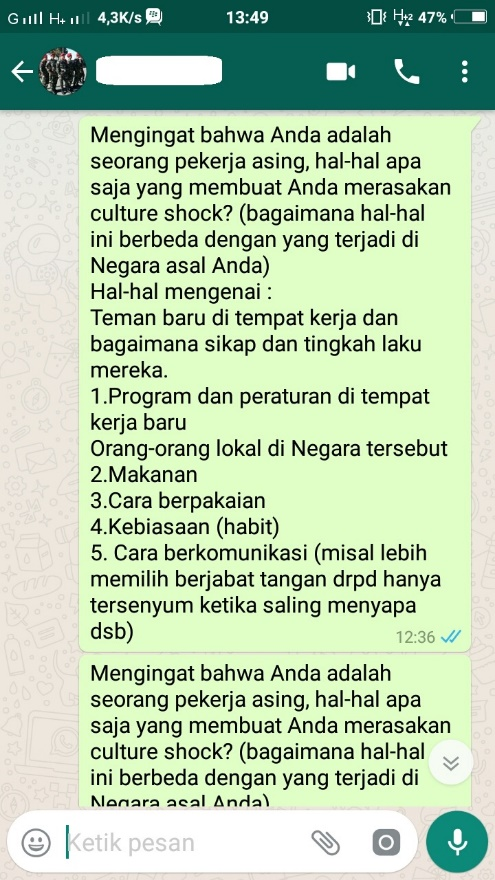 G H+ 4,3K/s 13:49 H+2 47%
Mengingat bahwa Anda adalah
seorang pekerja asing, hal-hal apa
saja yang membuat Anda merasakan
culture shock? (bagaimana hal-hal
ini berbeda dengan yang terjadi di
Negara asal Anda)
Hal-hal mengenai :
Teman baru di tempat kerja dan
bagaimana sikap dan tingkah laku
mereka.
1.Program dan peraturan di tempat
kerja baru
Orang-orang lokal di Negara tersebut
2.Makanan
3.Cara berpakaian
4.Kebiasaan (habit)
5. Cara berkomunikasi (misal lebih
memilih berjabat tangan drpd hanya
tersenyum ketika saling menyapa
dsb)
12:36
Mengingat bahwa Anda adalah
seorang pekerja asing, hal-hal apa
saja yang membuat Anda merasakan
culture shock? (bagaimana hal-hal
ini berbeda dengan yang terjadi di
Negara asal Anda)
Ketik pesan